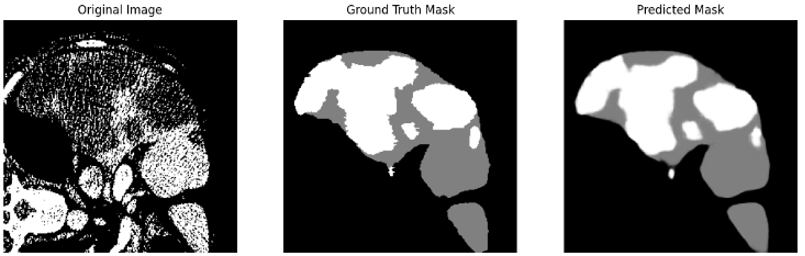 Original Image
Ground Truth Mask
Predicted Mask